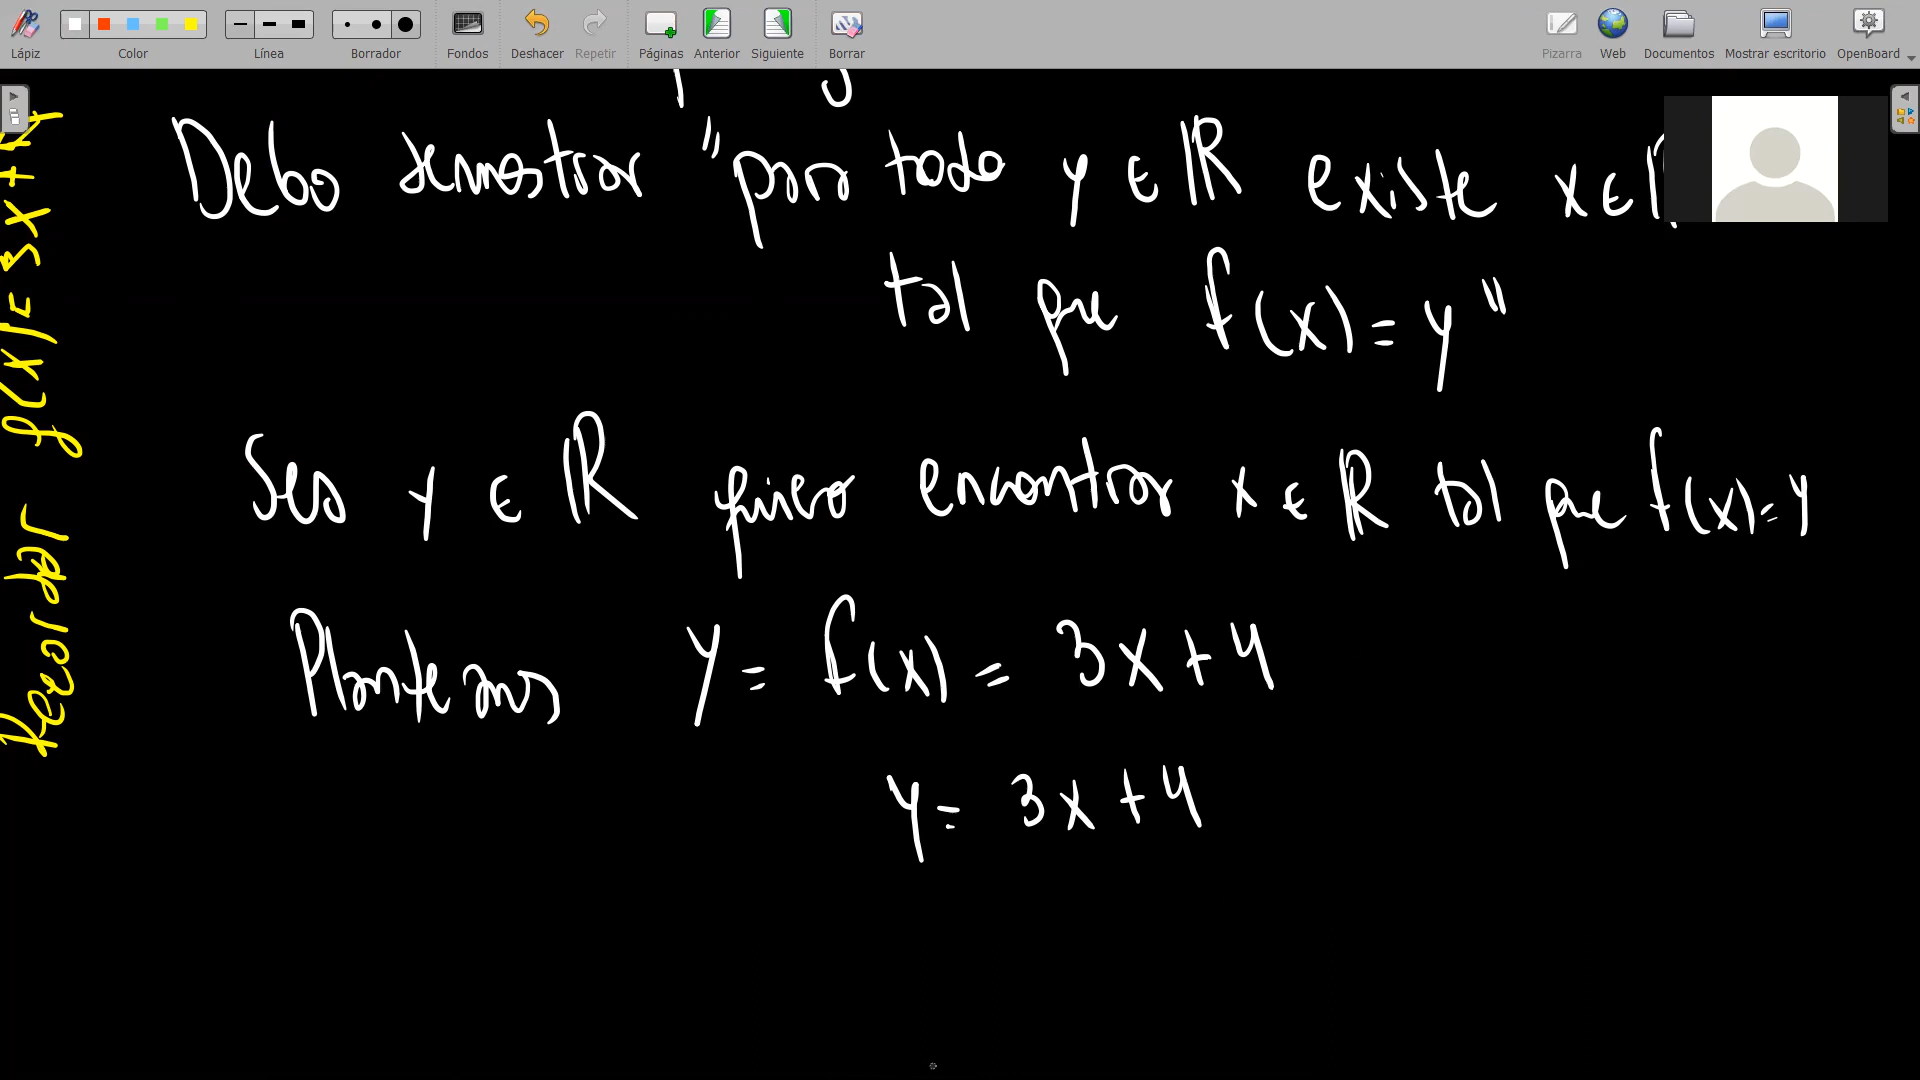 Lápiz Color Línea Borrador Fondos Deshacer Repetir Páginas Anterior Siguiente Borrar Pizarra Web Documentos Mostrar escritorio OpenBoard
Debo demostrar "para todo y ∈ ℝ existe x ∈ ℝ
tal que f(x) = y"
Sea y ∈ ℝ quiero encontrar x ∈ ℝ tal que f(x) = y
Planteamos y = f(x) = 3x + 4
y = 3x + 4
Recordar f(x) = 3x + 4